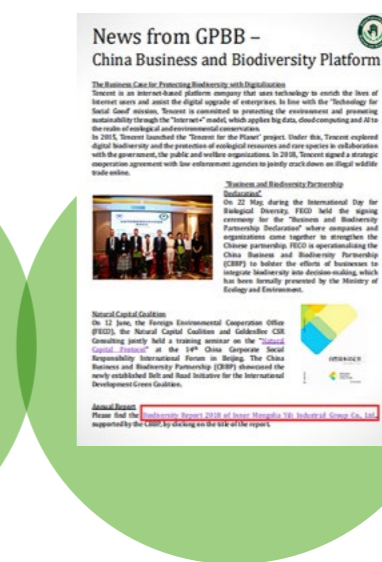 News from GPBB –
China Business and Biodiversity Platform
The Business Case for Protecting Biodiversity with Digitalisation
Tencent is an internet-based platform company that uses technology to enrich the lives of
Internet users and assist the digital upgrade of enterprises. In line with the "Technology for
Social Good" mission, Tencent is committed to protecting the environment and promoting
sustainability through the "Internet+" model, which applies big data, cloud computing and AI to
the realm of ecological and environmental conservation.
In 2015, Tencent launched the "Tencent for the Planet" project. Under this, Tencent explored
digital biodiversity and the protection of ecological resources and rare species in collaboration
with the government, the public and welfare organizations. In 2018, Tencent signed a strategic
cooperation agreement with law enforcement agencies to jointly crack down on illegal wildlife
trade online.
"Business and Biodiversity Partnership
Declaration"
On 22 May, during the International Day for
Biological Diversity, FECO held the signing
ceremony for the "Business and Biodiversity
Partnership Declaration" where companies and
organizations came together to strengthen the
Chinese partnership. FECO is operationalizing the
China Business and Biodiversity Partnership
(CBBP) to bolster the efforts of businesses to
integrate biodiversity into decision-making, which
has been formally presented by the Ministry of
Ecology and Environment.
Natural Capital Coalition
On 12 June, the Foreign Environmental Cooperation Office
(FECO), the Natural Capital Coalition and GoldenBee CSR
Consulting jointly held a training seminar on the "Natural
Capital Protocol" at the 14th China Corporate Social
Responsibility International Forum in Beijing. The China
Business and Biodiversity Partnership (CBBP) showcased the
newly established Belt and Road Initiative for the International
Development Green Coalition.
Annual Report
Please find the Biodiversity Report 2018 of Inner Mongolia Yili Industrial Group Co., Ltd.,
supported by the CBBP, by clicking on the title of the report.